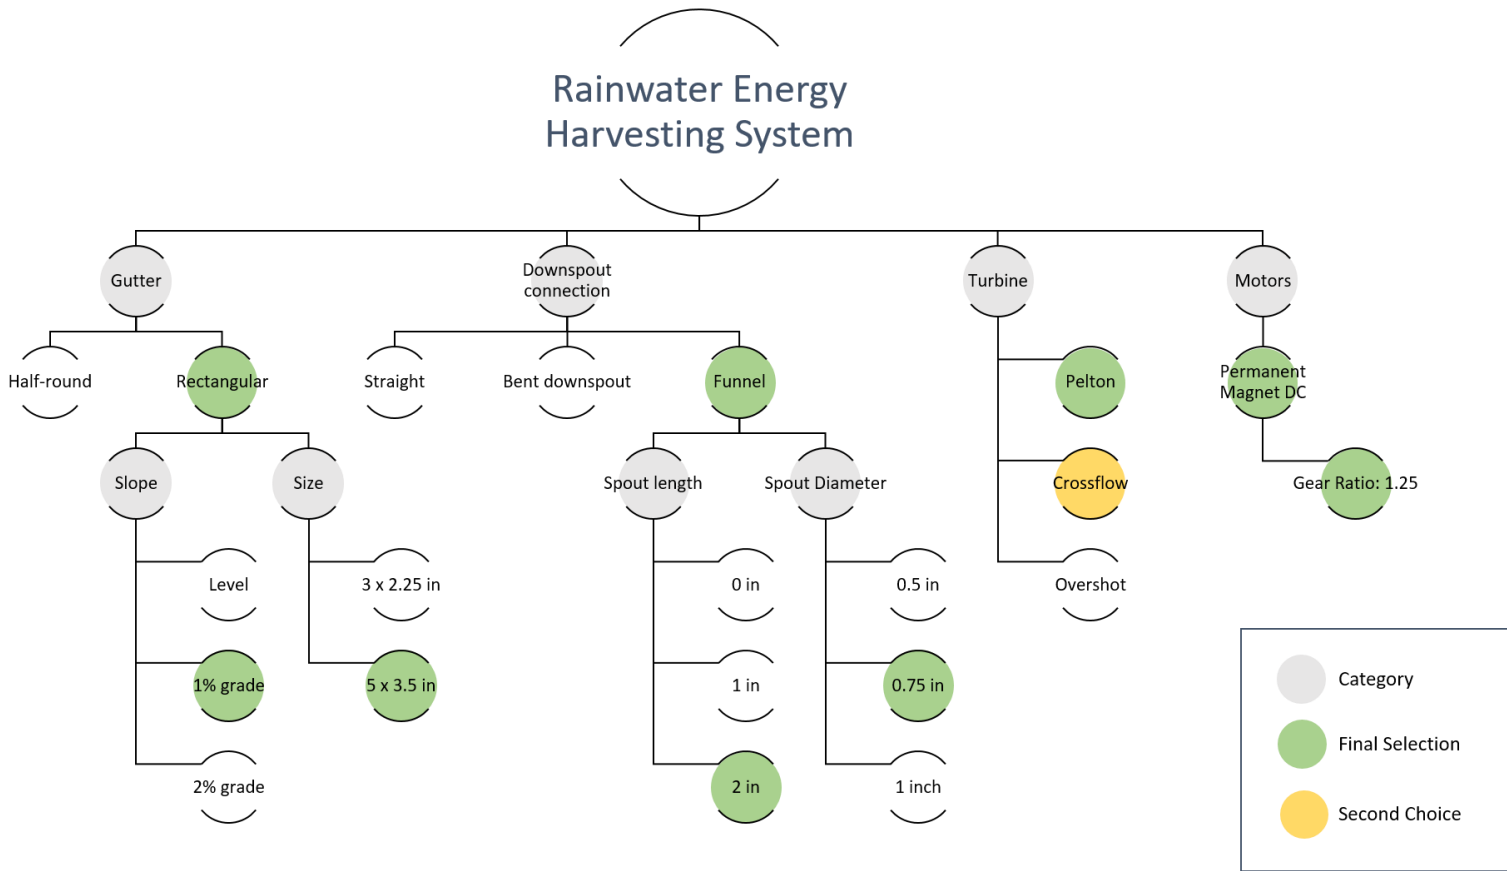 Rainwater Energy
Harvesting System
Gutter
Downspout
connection
Turbine
Motors
Half-round
Rectangular
Straight
Bent downspout
Funnel
Pelton
Permanent
Magnet DC
Slope
Size
Spout length
Spout Diameter
Crossflow
Gear Ratio: 1.25
Level
3 x 2.25 in
0 in
0.5 in
Overshot
1% grade
5 x 3.5 in
1 in
0.75 in
2% grade
2 in
1 inch
Category
Final Selection
Second Choice